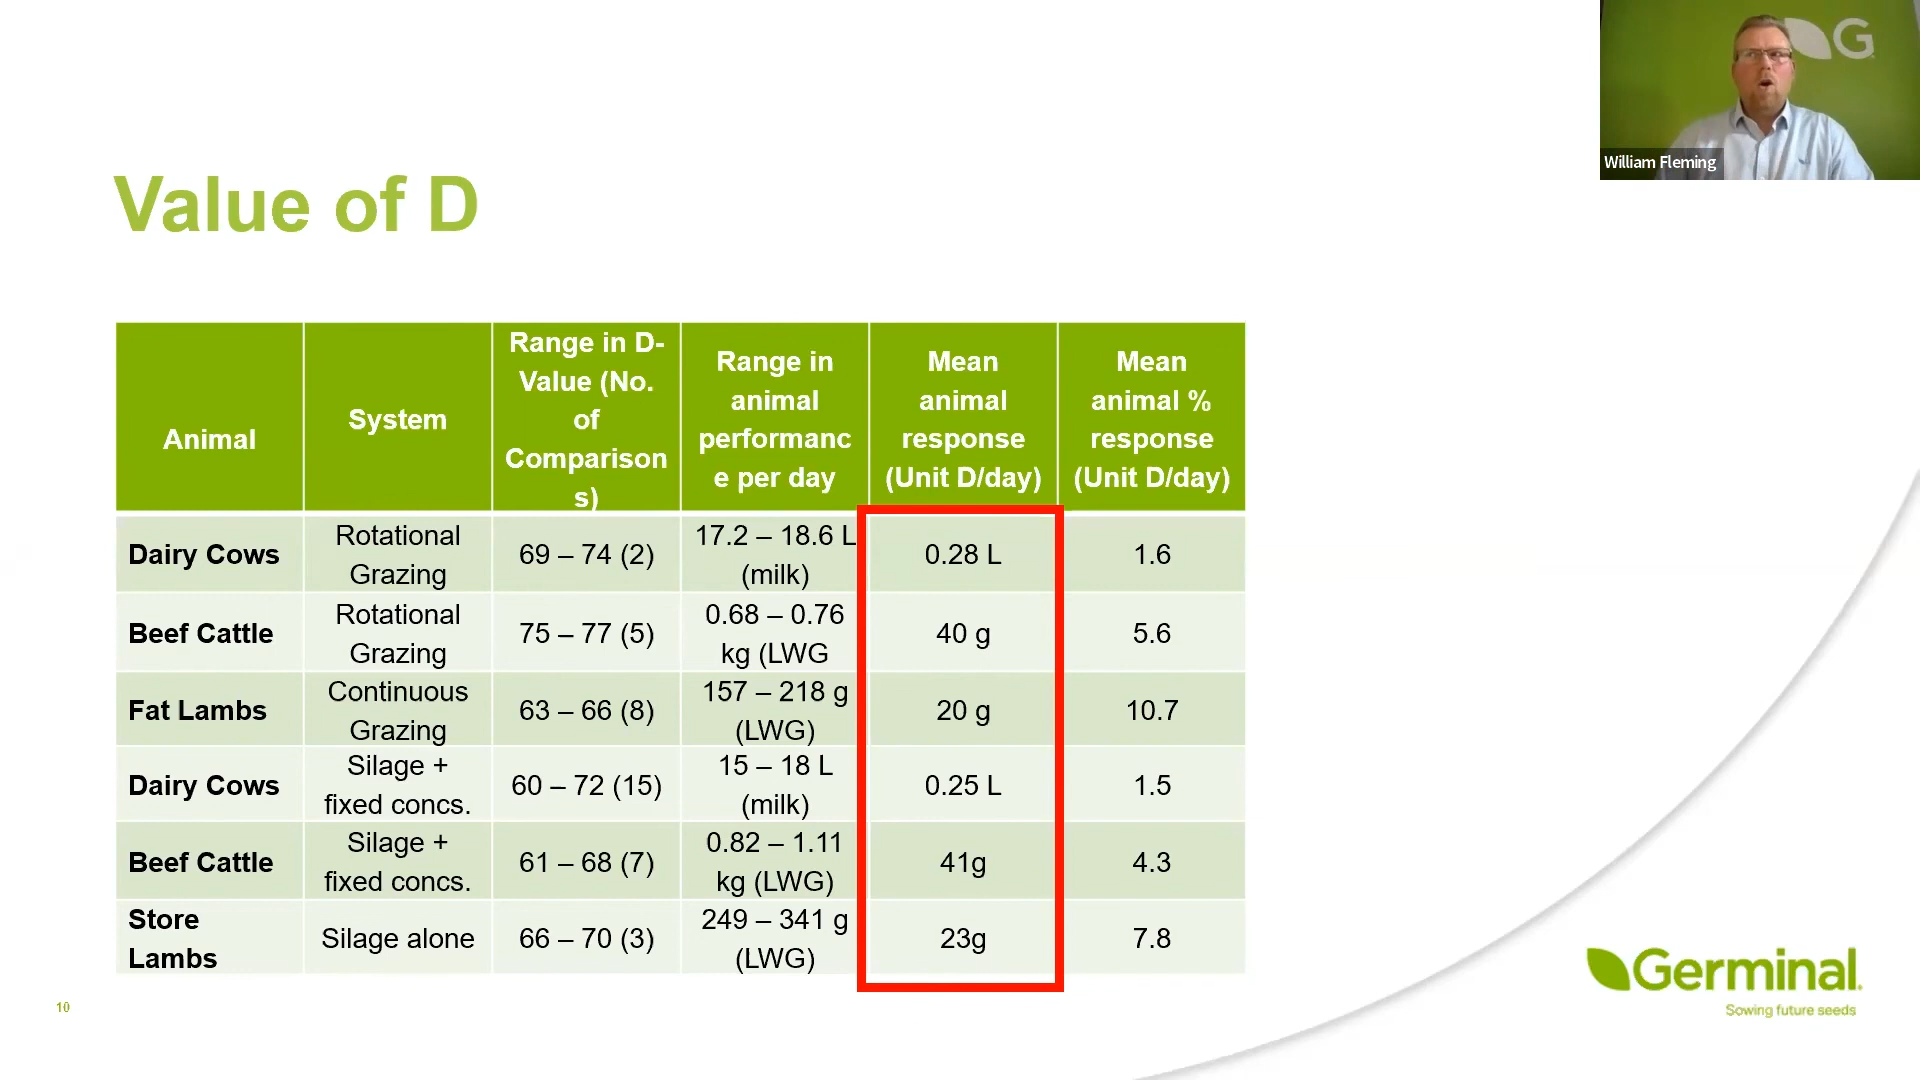 G
William Fleming
Value of D
Animal
System
Range in D-
Value (No.
of
Comparison
s)
Range in
animal
performanc
e per day
Mean
animal
response
(Unit D/day)
Mean
animal %
response
(Unit D/day)
Dairy Cows
Rotational
Grazing
69 – 74 (2)
17.2 – 18.6 L
(milk)
0.28 L
1.6
Beef Cattle
Rotational
Grazing
75 – 77 (5)
0.68 – 0.76
kg (LWG
40 g
5.6
Fat Lambs
Continuous
Grazing
63 – 66 (8)
157 – 218 g
(LWG)
20 g
10.7
Dairy Cows
Silage +
fixed concs.
60 – 72 (15)
15 – 18 L
(milk)
0.25 L
1.5
Beef Cattle
Silage +
fixed concs.
61 – 68 (7)
0.82 – 1.11
kg (LWG)
41g
4.3
Store
Lambs
Silage alone
66 – 70 (3)
249 – 341 g
(LWG)
23g
7.8
10
Germinal.
Sowing future seeds